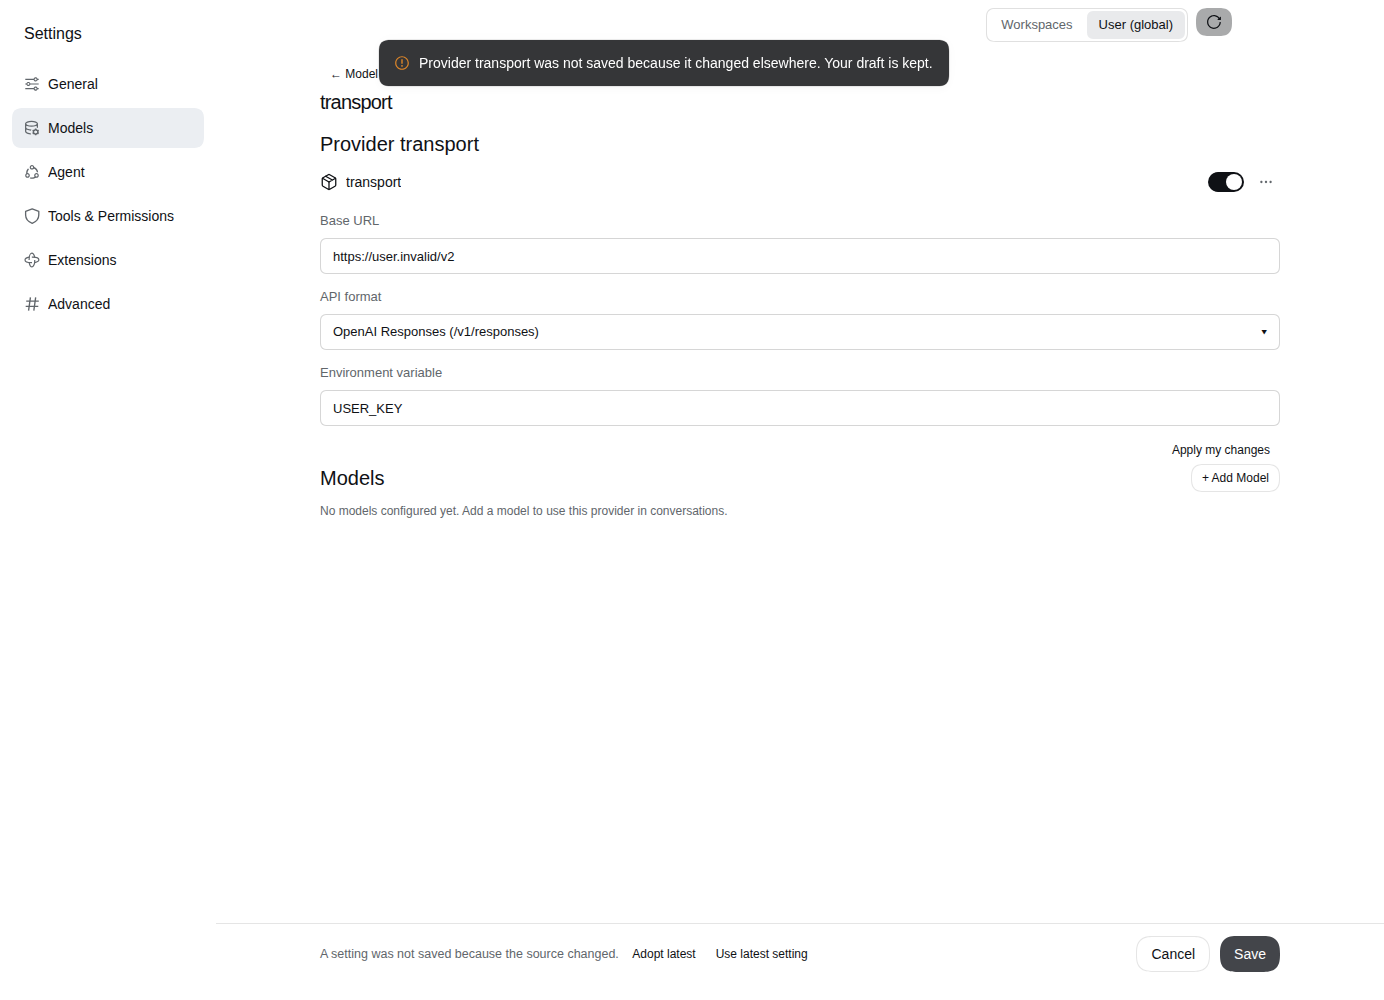 Settings
Workspaces
User (global)
Provider transport was not saved because it changed elsewhere. Your draft is kept.
← Model
transport
General
Models
Agent
Tools & Permissions
Extensions
Advanced
Provider transport
transport
Base URL
https://user.invalid/v2
API format
OpenAI Responses (/v1/responses)
Environment variable
USER_KEY
Apply my changes
Models
+ Add Model
No models configured yet. Add a model to use this provider in conversations.
A setting was not saved because the source changed. Adopt latest Use latest setting
Cancel
Save